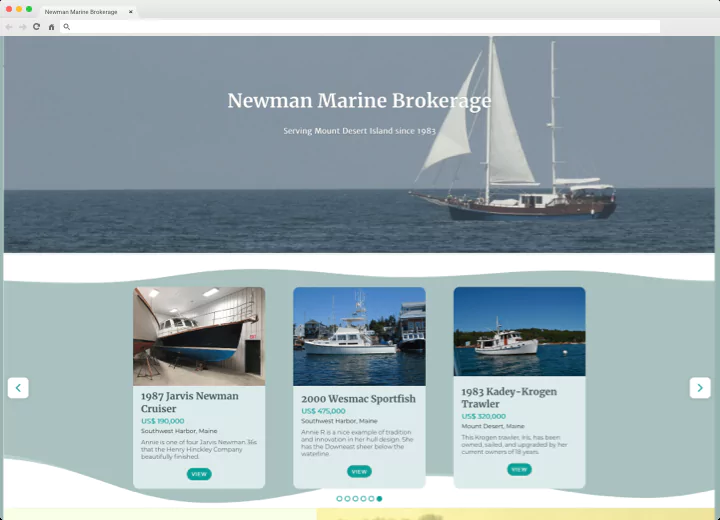 Newman Marine Brokerage
Newman Marine Brokerage
Serving Mount Desert Island since 1983
1987 Jarvis Newman
Cruiser
US$ 190,000
Southwest Harbor, Maine
Annie is one of four Jarvis Newman 36s
that the Henry Hinckley Company
beautifully finished.
VIEW
2000 Wesmac Sportfish
US$ 475,000
Southwest Harbor, Maine
Annie R is a nice example of tradition
and innovation in her hull design. She
has the Downeast sheer below the
waterline.
VIEW
1983 Kady-Krogen
Trawler
US$ 320,000
Mount Desert, Maine
This Krogen trawler, Iris, has been
owned, sailed, and upgraded by her
current owners of 18 years.
VIEW